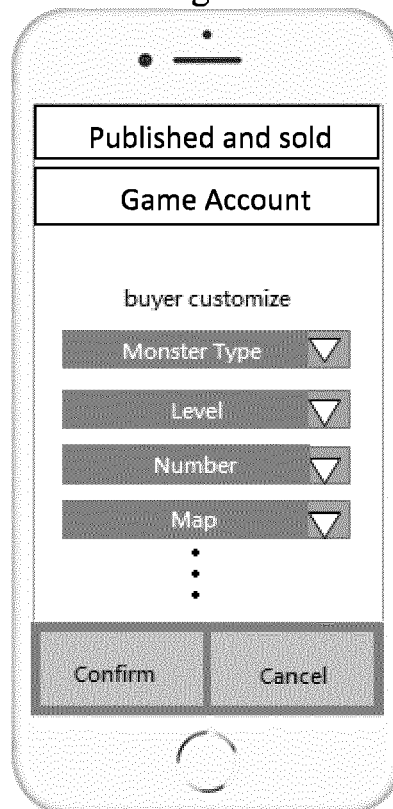 Published and sold
Game Account
buyer customize
Monster Type
Level
Number
Map
Confirm
Cancel